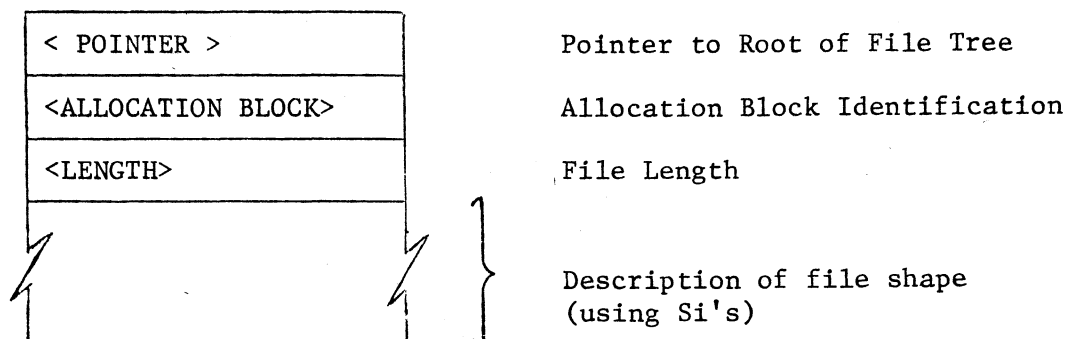 < POINTER > Pointer to Root of File Tree
<ALLOCATION BLOCK> Allocation Block Identification
<LENGTH> File Length
Description of file shape
(using Si's)